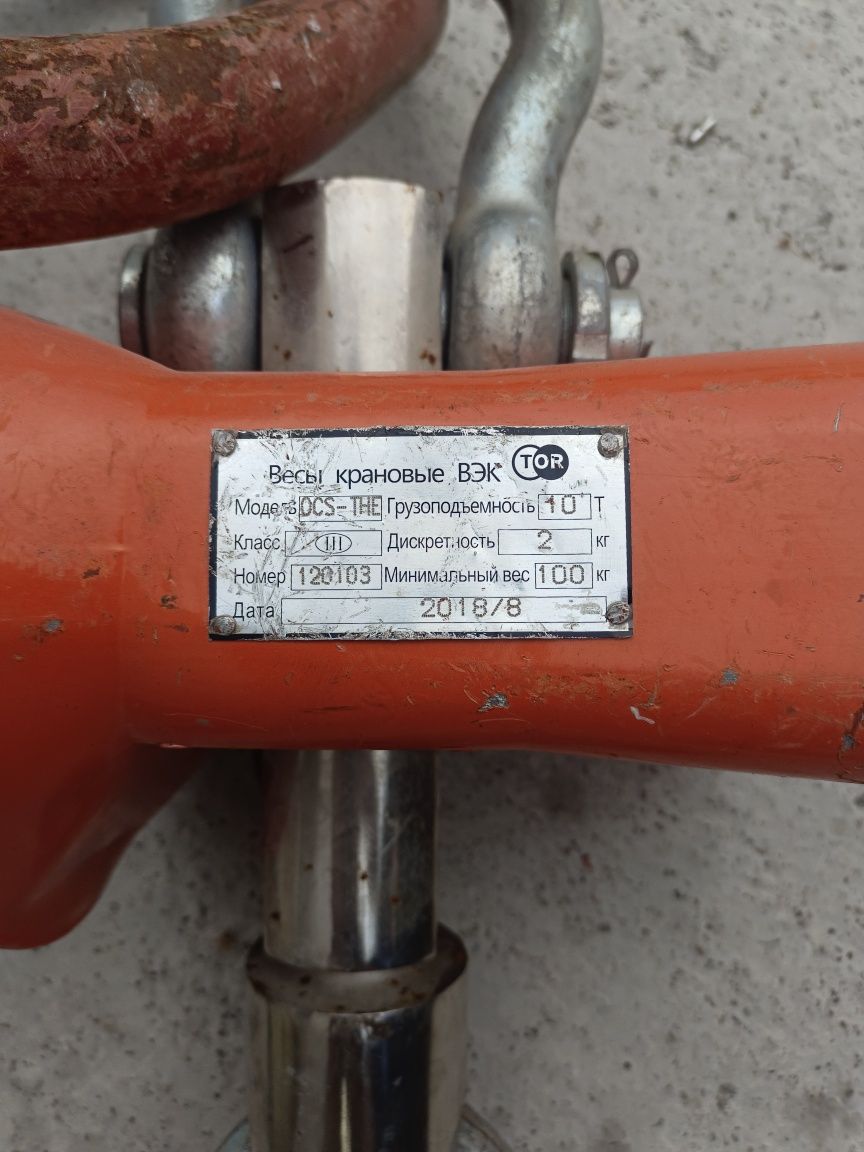 Весы крановые ВЭК TOR
Модель OCS-THE Грузоподъемность 10 Т
Класс III Дискретность 2 кг
Номер 120103 Минимальный вес 100 кг
Дата 2018/8